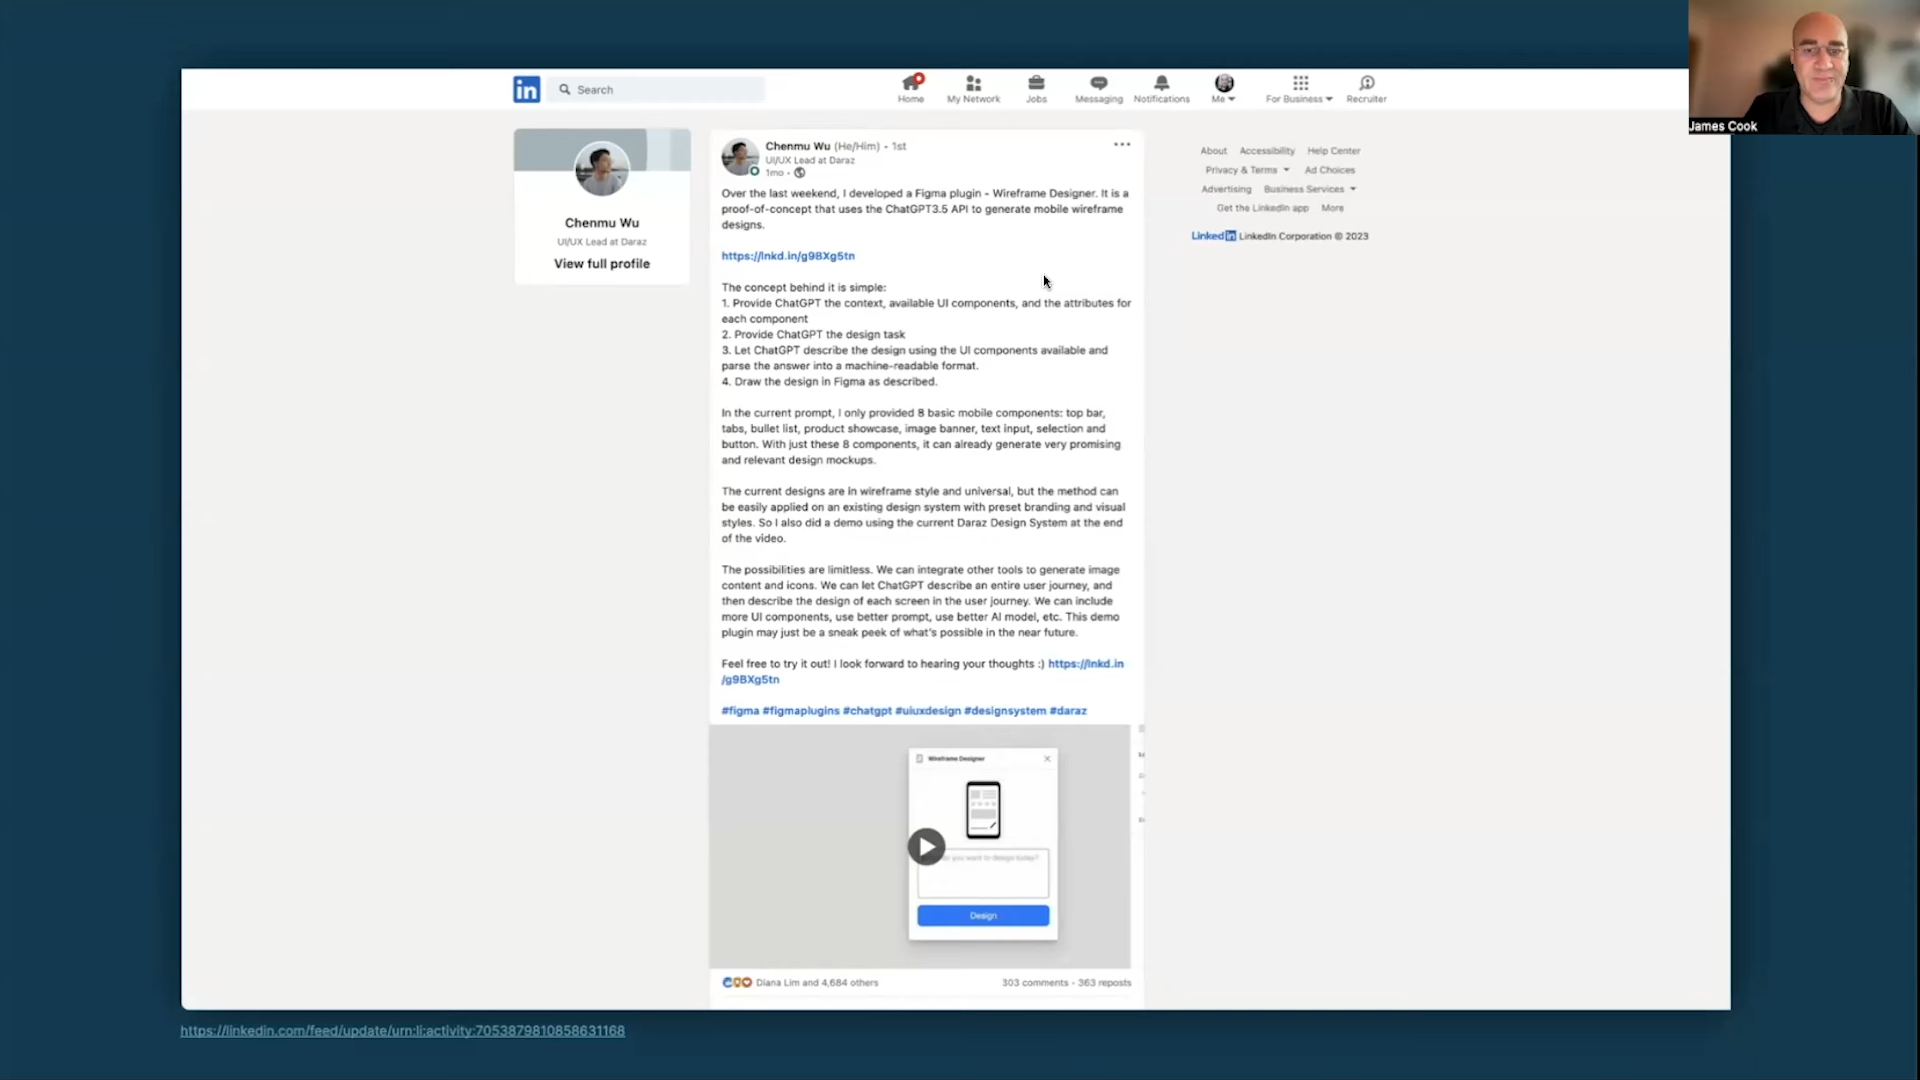 Search
Home
My Network
Jobs
Messaging
Notifications
Me
For Business
Recruiter
James Cook
Chenmu Wu
UI/UX Lead at Daraz
View full profile
Chenmu Wu (He/Him) • 1st
UI/UX Lead at Daraz
1mo •
Over the last weekend, I developed a Figma plugin - Wireframe Designer. It is a
proof-of-concept that uses the ChatGPT3.5 API to generate mobile wireframe
designs.
https://lnkd.in/g9BXg5tn
The concept behind it is simple:
1. Provide ChatGPT the context, available UI components, and the attributes for
each component
2. Provide ChatGPT the design task
3. Let ChatGPT describe the design using the UI components available and
parse the answer into a machine-readable format.
4. Draw the design in Figma as described.
In the current prompt, I only provided 8 basic mobile components: top bar,
tabs, bullet list, product showcase, image banner, text input, selection and
button. With just these 8 components, it can already generate very promising
and relevant design mockups.
The current designs are in wireframe style and universal, but the method can
be easily applied on an existing design system with preset branding and visual
styles. So I also did a demo using the current Daraz Design System at the end
of the video.
The possibilities are limitless. We can integrate other tools to generate image
content and icons. We can let ChatGPT describe an entire user journey, and
then describe the design of each screen in the user journey. We can include
more UI components, use better prompt, use better AI model, etc. This demo
plugin may just be a sneak peek of what's possible in the near future.
Feel free to try it out! I look forward to hearing your thoughts :) https://lnkd.in
/g9BXg5tn
#figma #figmaplugins #chatgpt #uiuxdesign #designsystem #daraz
Wireframe Designer
do you want to design today?
Design
Diana Lim and 4,684 others
303 comments • 363 reposts
About Accessibility Help Center
Privacy & Terms Ad Choices
Advertising Business Services
Get the LinkedIn app More
LinkedIn LinkedIn Corporation © 2023
https://linkedin.com/feed/update/urn:li:activity:7053879810858631168